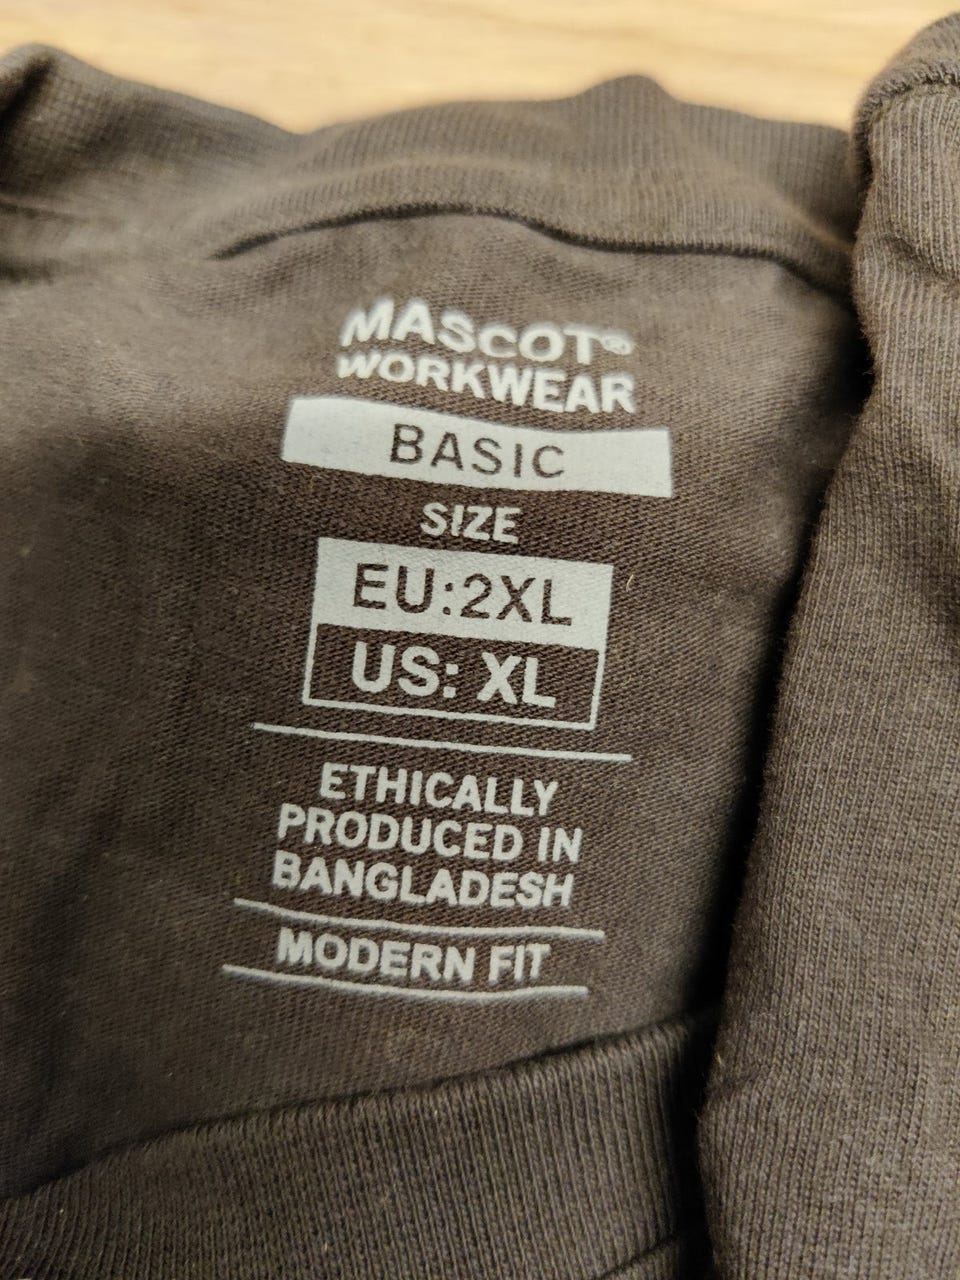 MASCOT®
WORKWEAR
BASIC
SIZE
EU:2XL
US: XL
ETHICALLY
PRODUCED IN
BANGLADESH
MODERN FIT